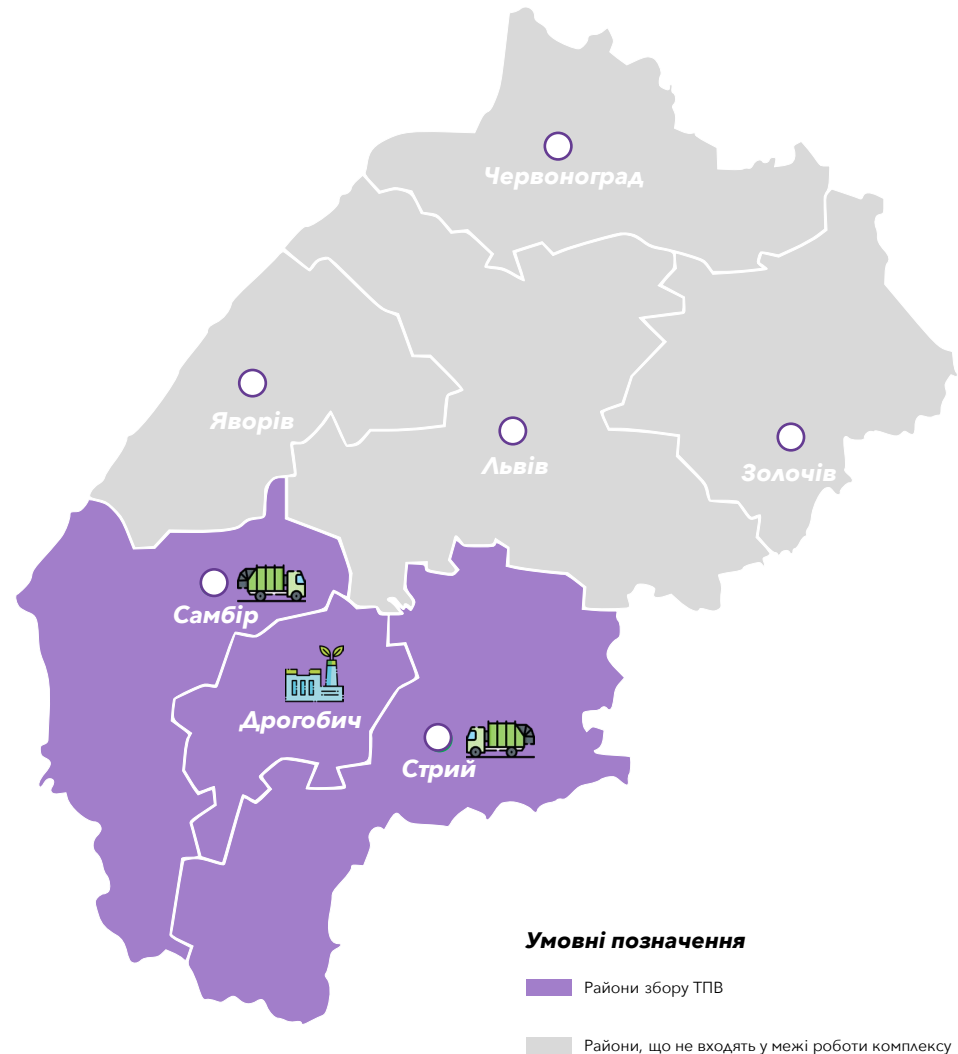 Червоноград
Яворів
Львів
Золочів
Самбір
Дрогобич
Стрий
Умовні позначення
Райони збору ТПВ
Райони, що не входять у межі роботи комплексу